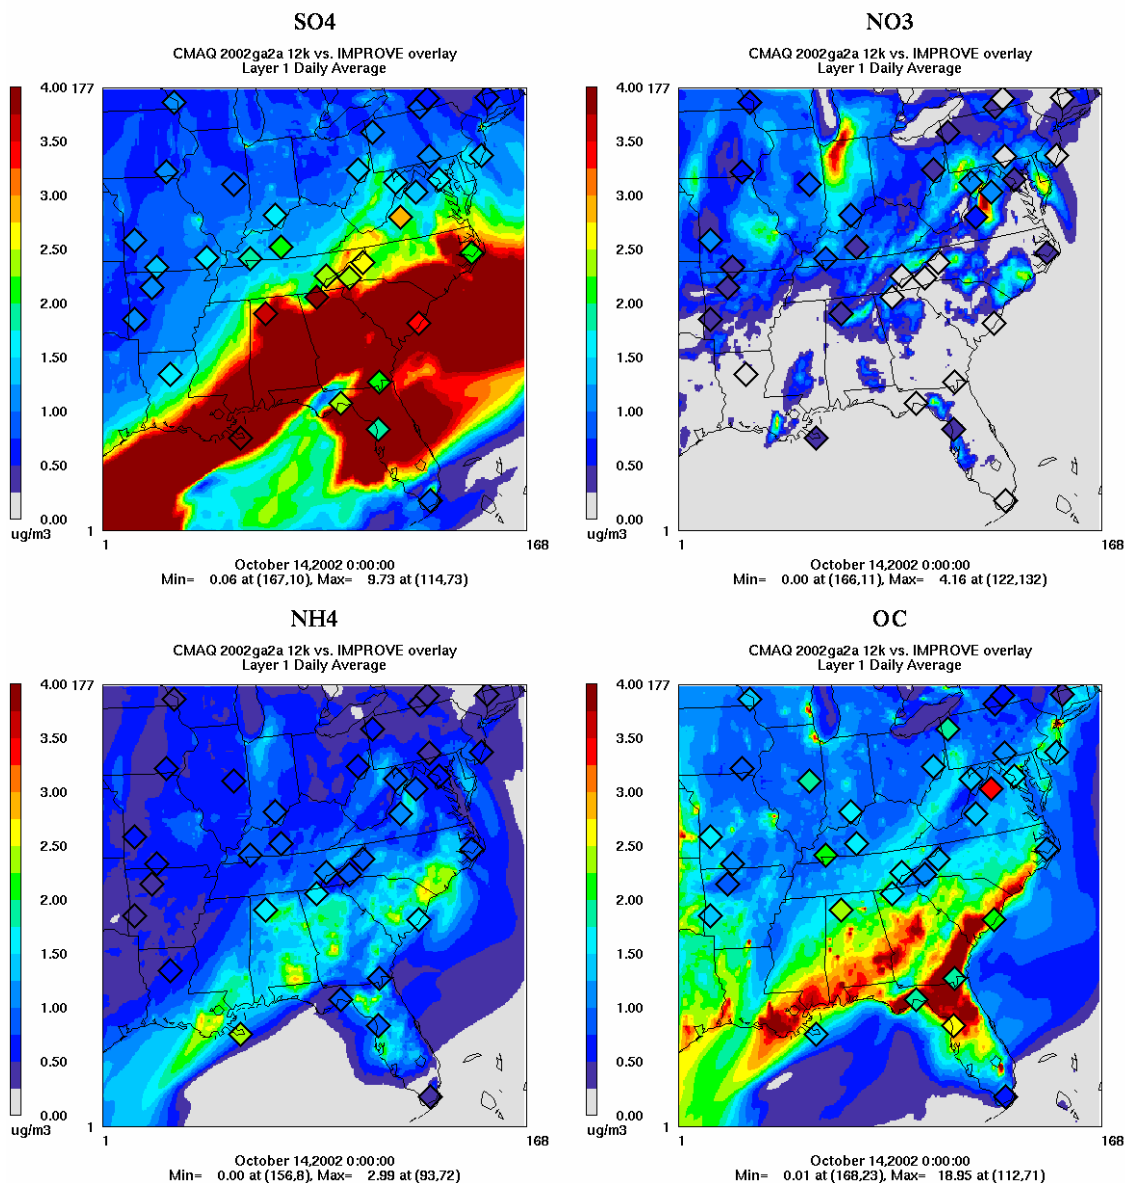 SO4
CMAQ 2002ga2a 12k vs. IMPROVE overlay
Layer 1 Daily Average
4.00 177
3.50
3.00
2.50
2.00
1.50
1.00
0.50
0.00
ug/m3
1
1
168
October 14,2002 0:00:00
Min= 0.06 at (167,10), Max= 9.73 at (114,73)
NO3
CMAQ 2002ga2a 12k vs. IMPROVE overlay
Layer 1 Daily Average
4.00 177
3.50
3.00
2.50
2.00
1.50
1.00
0.50
0.00
ug/m3
1
1
168
October 14,2002 0:00:00
Min= 0.00 at (166,11), Max= 4.16 at (122,132)
NH4
CMAQ 2002ga2a 12k vs. IMPROVE overlay
Layer 1 Daily Average
4.00 177
3.50
3.00
2.50
2.00
1.50
1.00
0.50
0.00
ug/m3
1
1
168
October 14,2002 0:00:00
Min= 0.00 at (156,8), Max= 2.99 at (93,72)
OC
CMAQ 2002ga2a 12k vs. IMPROVE overlay
Layer 1 Daily Average
4.00 177
3.50
3.00
2.50
2.00
1.50
1.00
0.50
0.00
ug/m3
1
1
168
October 14,2002 0:00:00
Min= 0.01 at (168,23), Max= 18.95 at (112,71)